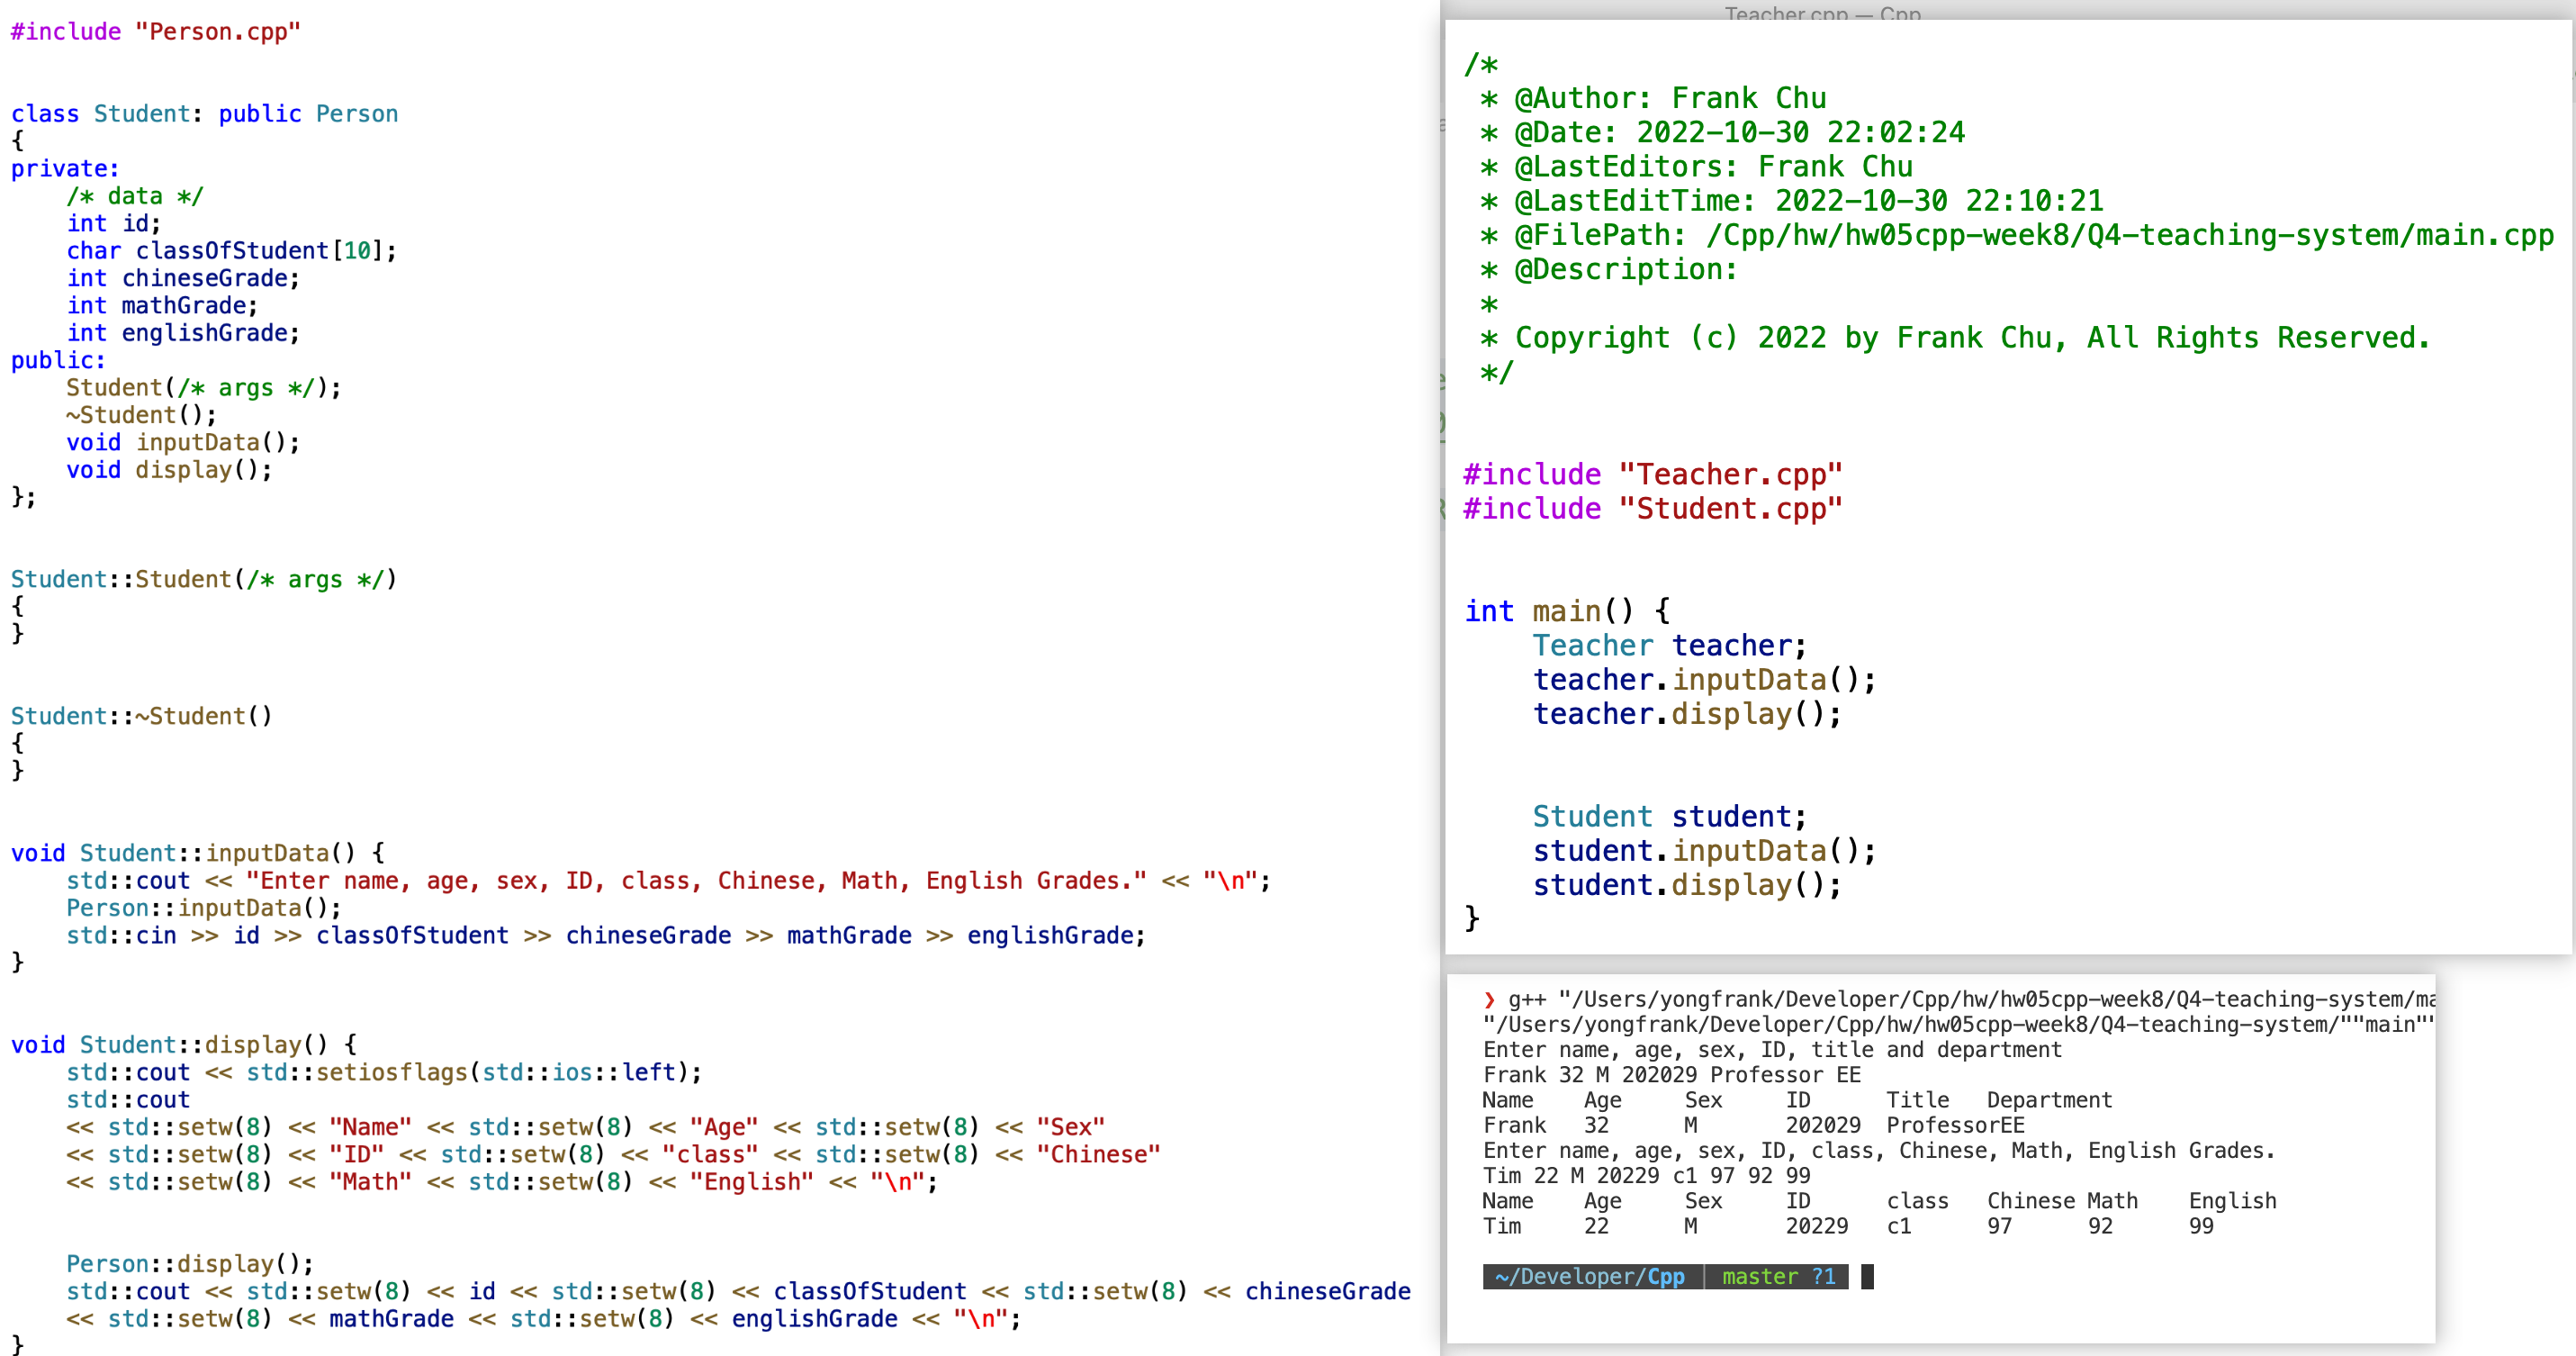 #include "Person.cpp"
class Student: public Person
{
private:
    /* data */
    int id;
    char classOfStudent[10];
    int chineseGrade;
    int mathGrade;
    int englishGrade;
public:
    Student(/* args */);
    ~Student();
    void inputData();
    void display();
};
Student::Student(/* args */)
{
}
Student::~Student()
{
}
void Student::inputData() {
    std::cout << "Enter name, age, sex, ID, class, Chinese, Math, English Grades." << "\n";
    Person::inputData();
    std::cin >> id >> classOfStudent >> chineseGrade >> mathGrade >> englishGrade;
}
void Student::display() {
    std::cout << std::setiosflags(std::ios::left);
    std::cout
    << std::setw(8) << "Name" << std::setw(8) << "Age" << std::setw(8) << "Sex"
    << std::setw(8) << "ID" << std::setw(8) << "class" << std::setw(8) << "Chinese"
    << std::setw(8) << "Math" << std::setw(8) << "English" << "\n";
    Person::display();
    std::cout << std::setw(8) << id << std::setw(8) << classOfStudent << std::setw(8) << chineseGrade
    << std::setw(8) << mathGrade << std::setw(8) << englishGrade << "\n";
}
Teacher.cpp — Cpp
/*
 * @Author: Frank Chu
 * @Date: 2022-10-30 22:02:24
 * @LastEditors: Frank Chu
 * @LastEditTime: 2022-10-30 22:10:21
 * @FilePath: /Cpp/hw/hw05cpp-week8/Q4-teaching-system/main.cpp
 * @Description:
 *
 * Copyright (c) 2022 by Frank Chu, All Rights Reserved.
 */
#include "Teacher.cpp"
#include "Student.cpp"
int main() {
    Teacher teacher;
    teacher.inputData();
    teacher.display();
    Student student;
    student.inputData();
    student.display();
}
❯ g++ "/Users/yongfrank/Developer/Cpp/hw/hw05cpp-week8/Q4-teaching-system/ma
"/Users/yongfrank/Developer/Cpp/hw/hw05cpp-week8/Q4-teaching-system/""main""
Enter name, age, sex, ID, title and department
Frank 32 M 202029 Professor EE
Name    Age     Sex     ID      Title   Department
Frank   32      M       202029  ProfessorEE
Enter name, age, sex, ID, class, Chinese, Math, English Grades.
Tim 22 M 20229 c1 97 92 99
Name    Age     Sex     ID      class   Chinese Math    English
Tim     22      M       20229   c1      97      92      99
~/Developer/Cpp | master ?1